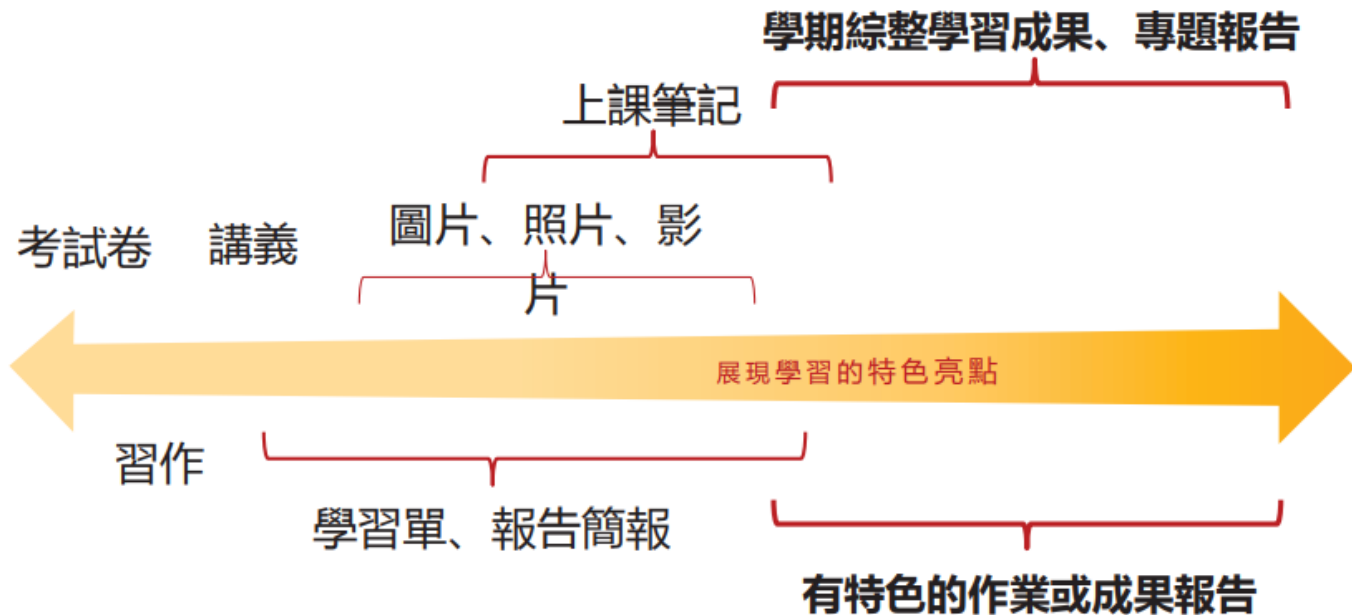 學期綜整學習成果、專題報告
上課筆記
考試卷
講義
圖片、照片、影
片
展現學習的特色亮點
習作
學習單、報告簡報
有特色的作業或成果報告